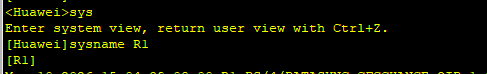 <Huawei>sys
Enter system view, return user view with Ctrl+Z.
[Huawei]sysname R1
[R1]